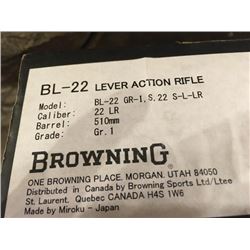 BL-22 LEVER ACTION RIFLE
Model: BL-22 GR-I, S. 22 S-L-LR
Caliber: 22 LR
Barrel: 510mm
Grade: Gr. 1
BROWNING
ONE BROWNING PLACE, MORGAN, UTAH 84050
Distributed in Canada by Browning Sports Ltd/Ltee
St. Laurent, Quebec CANADA H4S 1W6
Made by Miroku - Japan